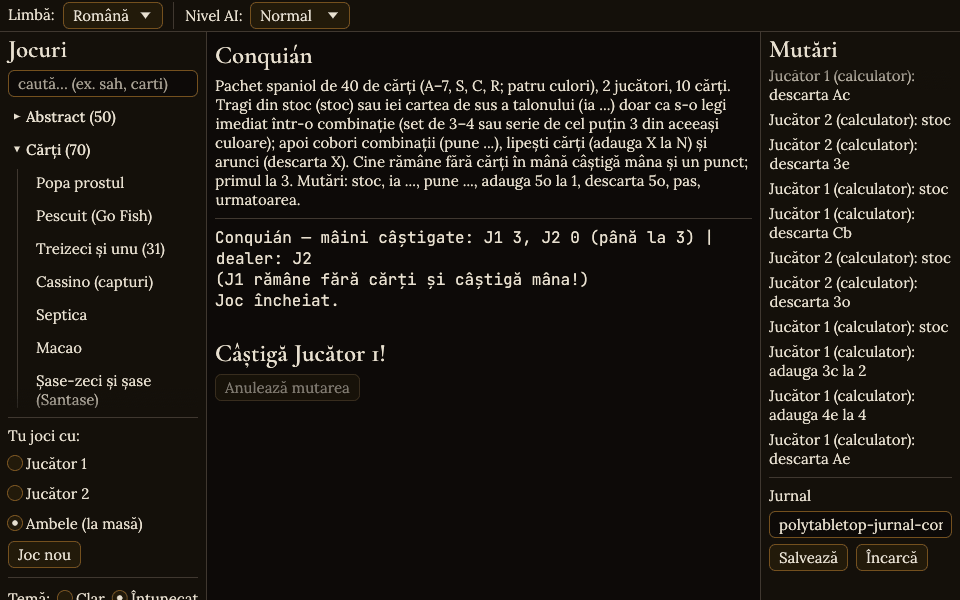 Limbă:
Română
Nivel AI:
Normal
Jocuri
caută... (ex. sah, carti)
Abstract (50)
Cărți (70)
Popa prostul
Pescuit (Go Fish)
Treizeci și unu (31)
Cassino (capturi)
Septica
Macao
Șase-zeci și șase
(Santase)
Tu joci cu:
Jucător 1
Jucător 2
Ambele (la masă)
Joc nou
Temă:
Clar
Întunecat
Conquián
Pachet spaniol de 40 de cărți (A–7, S, C, R; patru culori), 2 jucători, 10 cărți.
Tragi din stoc (stoc) sau iei cartea de sus a talonului (ia ...) doar ca s-o legi
imediat într-o combinație (set de 3–4 sau serie de cel puțin 3 din aceeași
culoare); apoi cobori combinații (pune ...), lipești cărți (adauga X la N) și
arunci (descarta X). Cine rămâne fără cărți în mână câștigă mâna și un punct;
primul la 3. Mutări: stoc, ia ..., pune ..., adauga 5o la 1, descarta 5o, pas,
urmatoarea.
Conquián — mâini câștigate: J1 3, J2 0 (până la 3) |
dealer: J2
(J1 rămâne fără cărți și câștigă mâna!)
Joc încheiat.
Câștigă Jucător 1!
Anulează mutarea
Mutări
Jucător 1 (calculator):
descarta Ac
Jucător 2 (calculator): stoc
Jucător 2 (calculator):
descarta 3e
Jucător 1 (calculator): stoc
Jucător 1 (calculator):
descarta Cb
Jucător 2 (calculator): stoc
Jucător 2 (calculator):
descarta 3o
Jucător 1 (calculator): stoc
Jucător 1 (calculator):
adauga 3c la 2
Jucător 1 (calculator):
adauga 4e la 4
Jucător 1 (calculator):
descarta Ae
Jurnal
polytabletop-jurnal-cor
Salvează
Încarcă